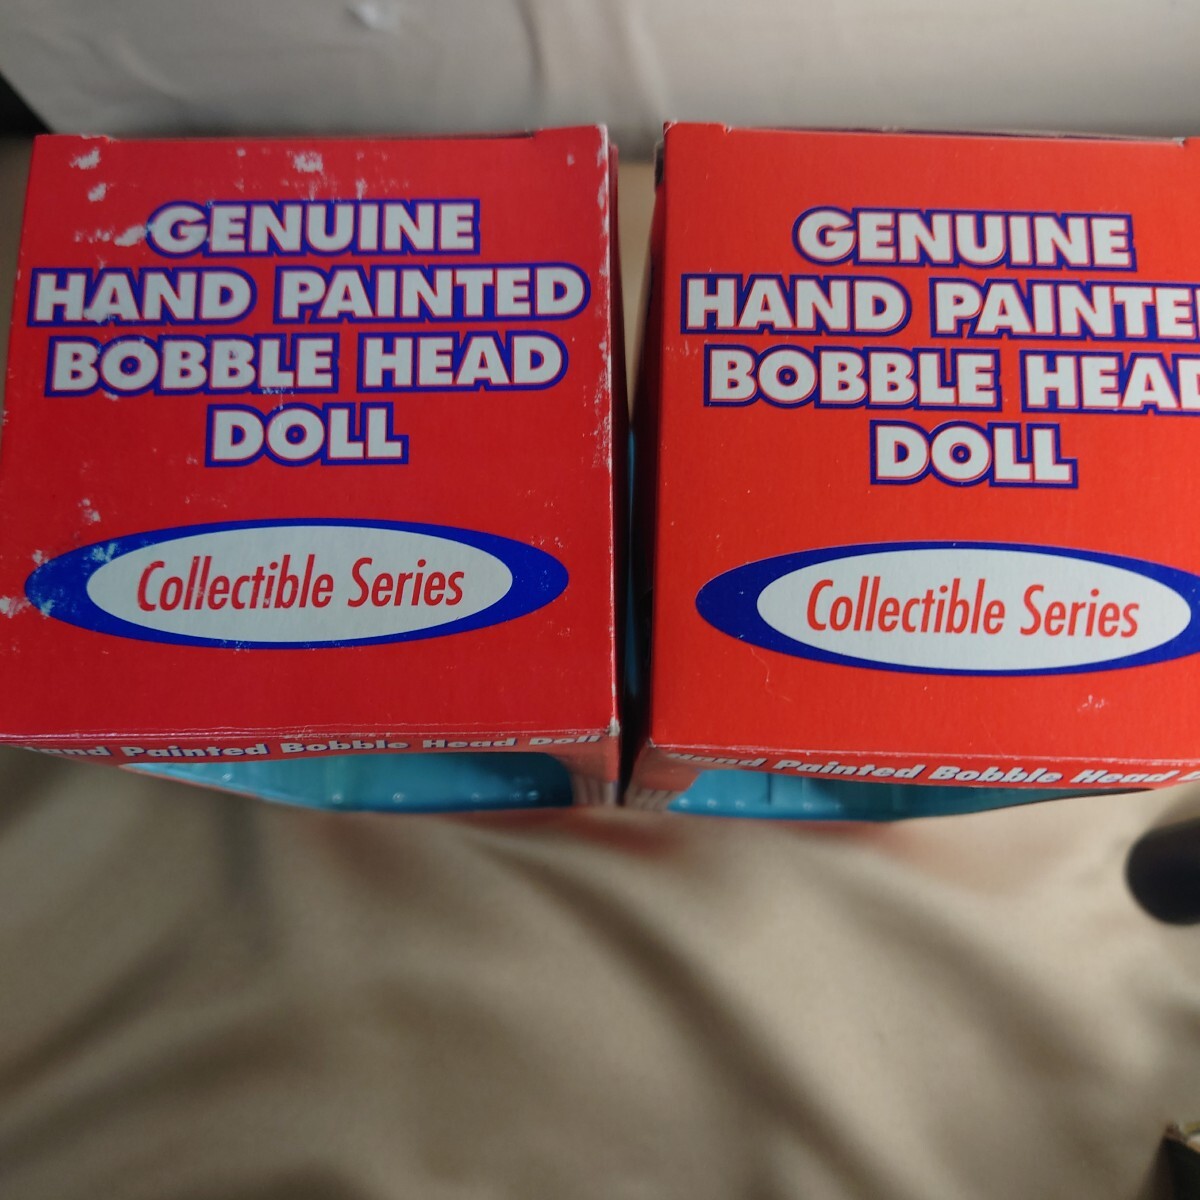 GENUINE
HAND PAINTED
BOBBLE HEAD
DOLL
Collectible Series
Hand Painted Bobble Head Doll
GENUINE
HAND PAINTE
BOBBLE HEAD
DOLL
Collectible Series
Hand Painted Bobble Head